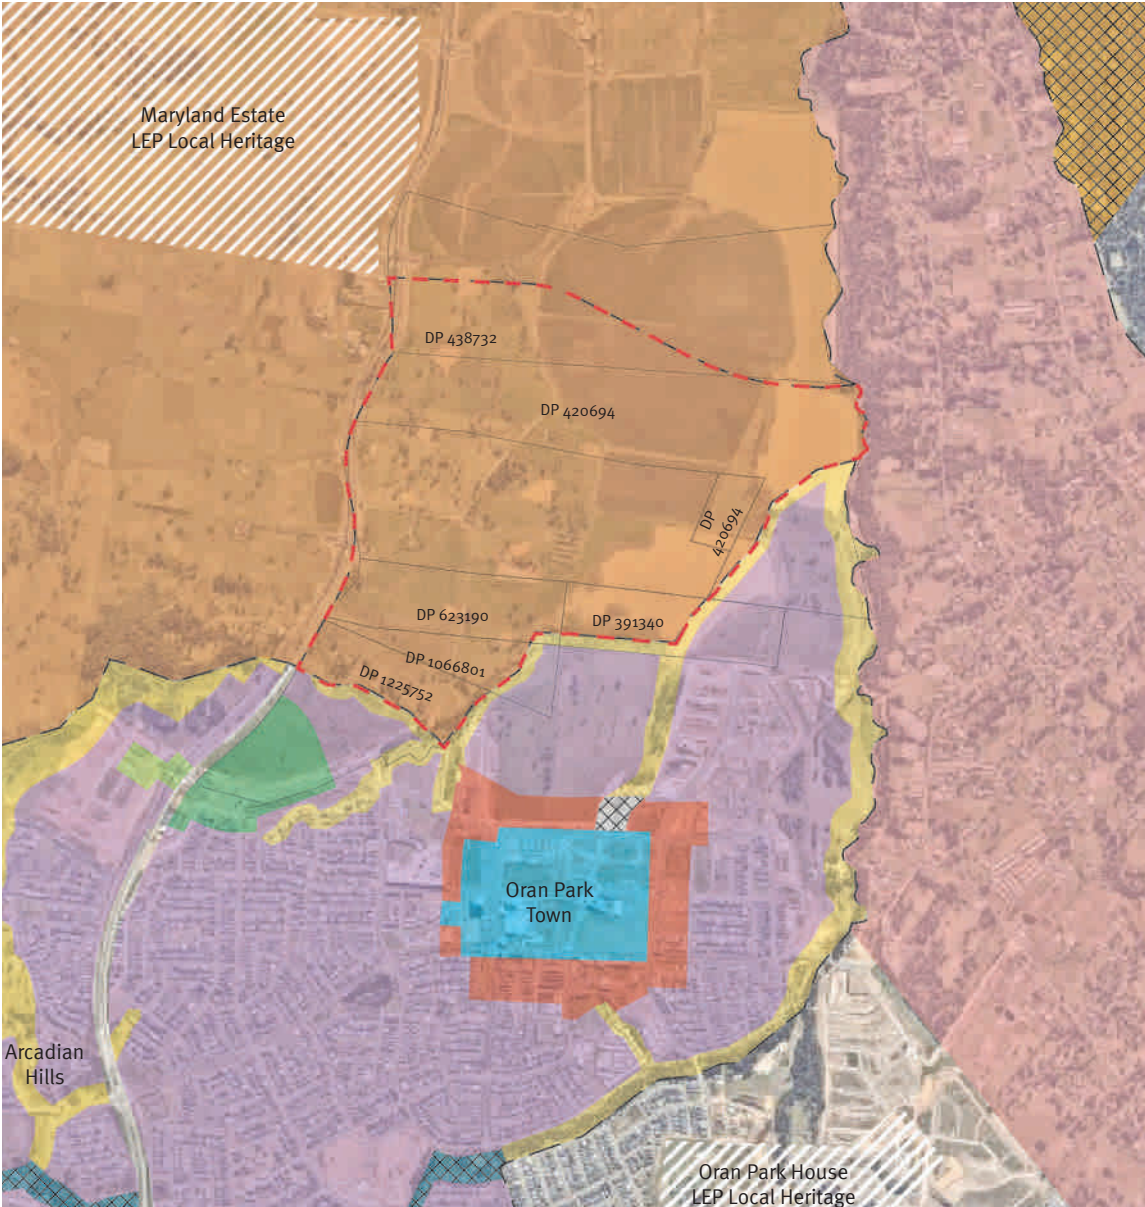 Maryland Estate
LEP Local Heritage
DP 438732
DP 420694
DP
420694
DP 623190
DP 391340
DP 1066801
DP 1225752
Oran Park
Town
Arcadian
Hills
Oran Park House
LEP Local Heritage